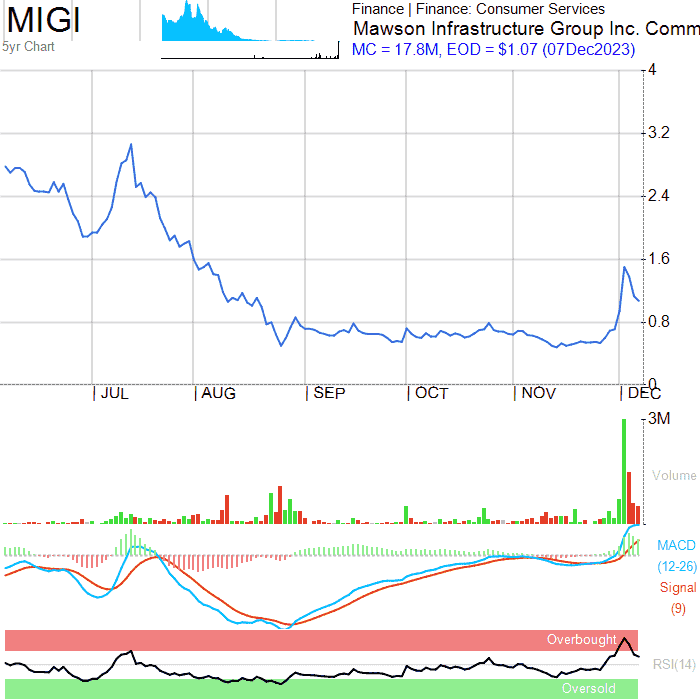 MIGI
5yr Chart
Finance | Finance: Consumer Services
Mawson Infrastructure Group Inc. Comm
MC = 17.8M, EOD = $1.07 (07Dec2023)
4
3.2
2.4
1.6
0.8
0
| JUL | AUG | SEP | OCT | NOV | DEC
3M
Volume
MACD
(12-26)
Signal
(9)
Overbought
RSI(14)
Oversold